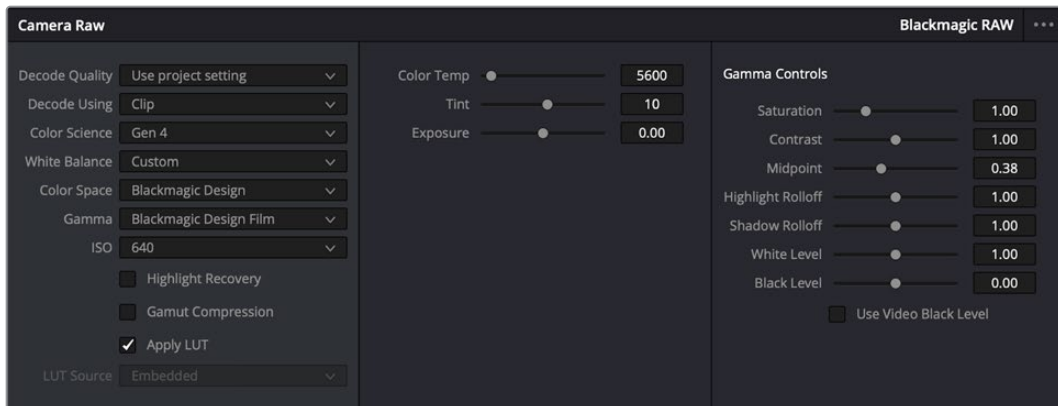 Camera Raw
Blackmagic RAW
Decode Quality Use project setting
Decode Using Clip
Color Science Gen 4
White Balance Custom
Color Space Blackmagic Design
Gamma Blackmagic Design Film
ISO 640
Highlight Recovery
Gamut Compression
Apply LUT
LUT Source Embedded
Color Temp 5600
Tint 10
Exposure 0.00
Gamma Controls
Saturation 1.00
Contrast 1.00
Midpoint 0.38
Highlight Rolloff 1.00
Shadow Rolloff 1.00
White Level 1.00
Black Level 0.00
Use Video Black Level